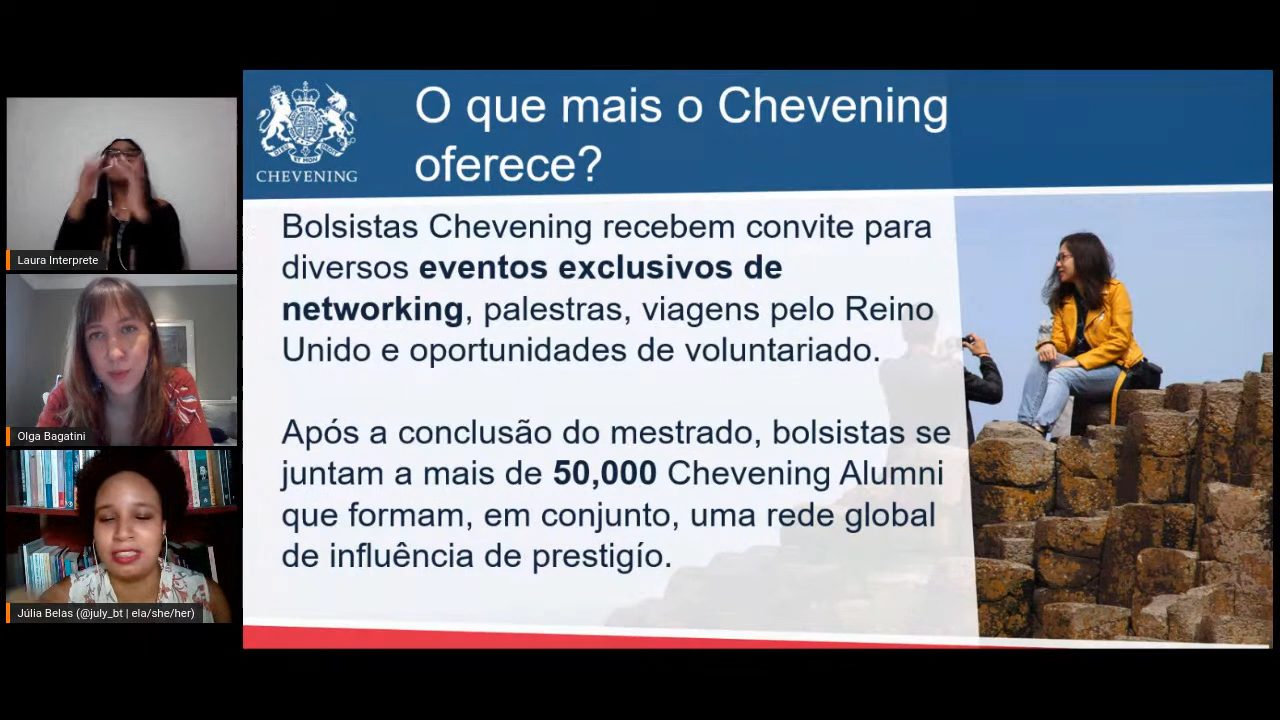 O que mais o Chevening
oferece?
CHEVENING
Bolsistas Chevening recebem convite para
diversos eventos exclusivos de
networking, palestras, viagens pelo Reino
Unido e oportunidades de voluntariado.
Após a conclusão do mestrado, bolsistas se
juntam a mais de 50,000 Chevening Alumni
que formam, em conjunto, uma rede global
de influência de prestigío.
Laura Interprete
Olga Bagatini
Júlia Belas (@july_bt | ela/she/her)